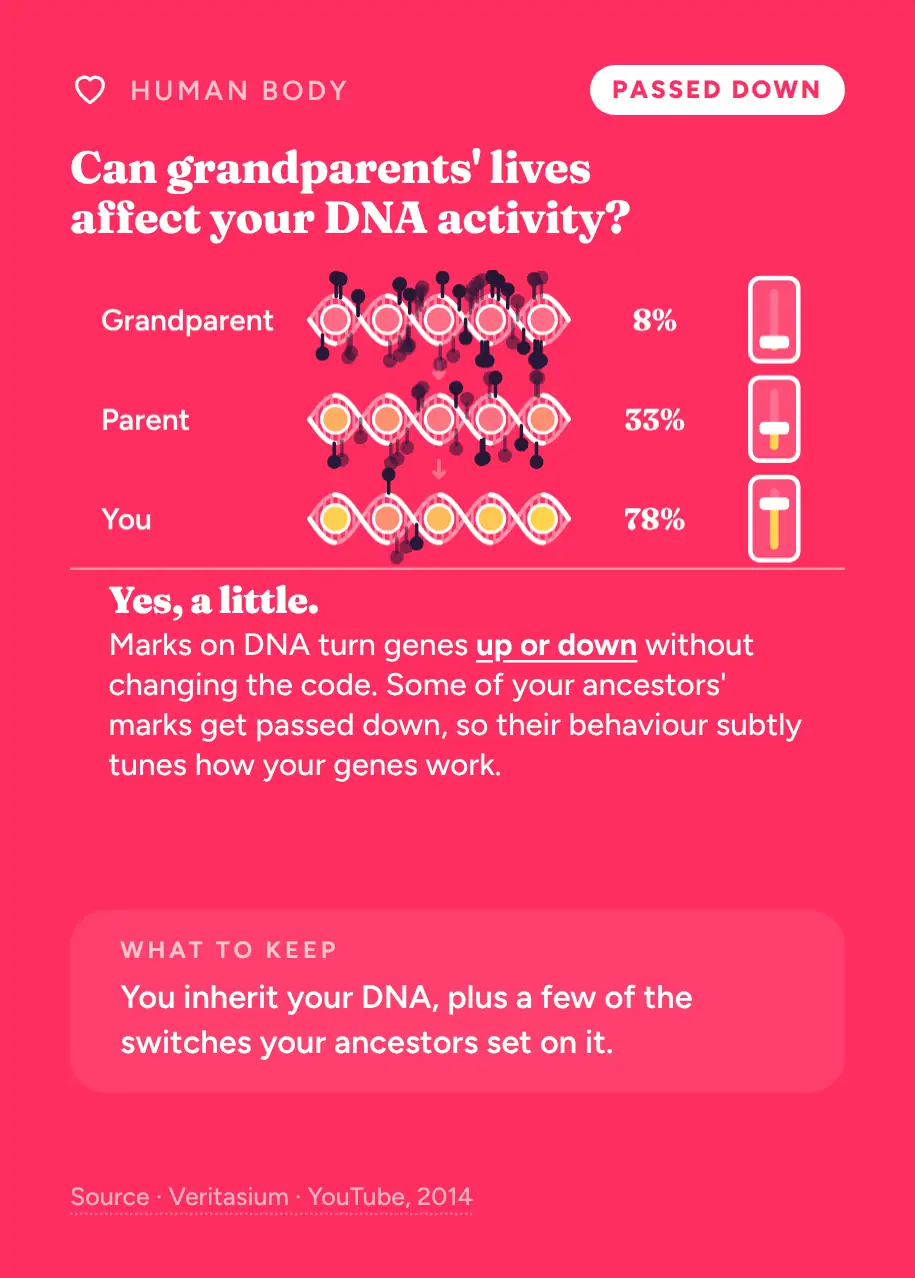 HUMAN BODY
PASSED DOWN
Can grandparents' lives
affect your DNA activity?
Grandparent
8%
Parent
33%
You
78%
Yes, a little.
Marks on DNA turn genes up or down without
changing the code. Some of your ancestors'
marks get passed down, so their behaviour subtly
tunes how your genes work.
WHAT TO KEEP
You inherit your DNA, plus a few of the
switches your ancestors set on it.
Source · Veritasium · YouTube, 2014